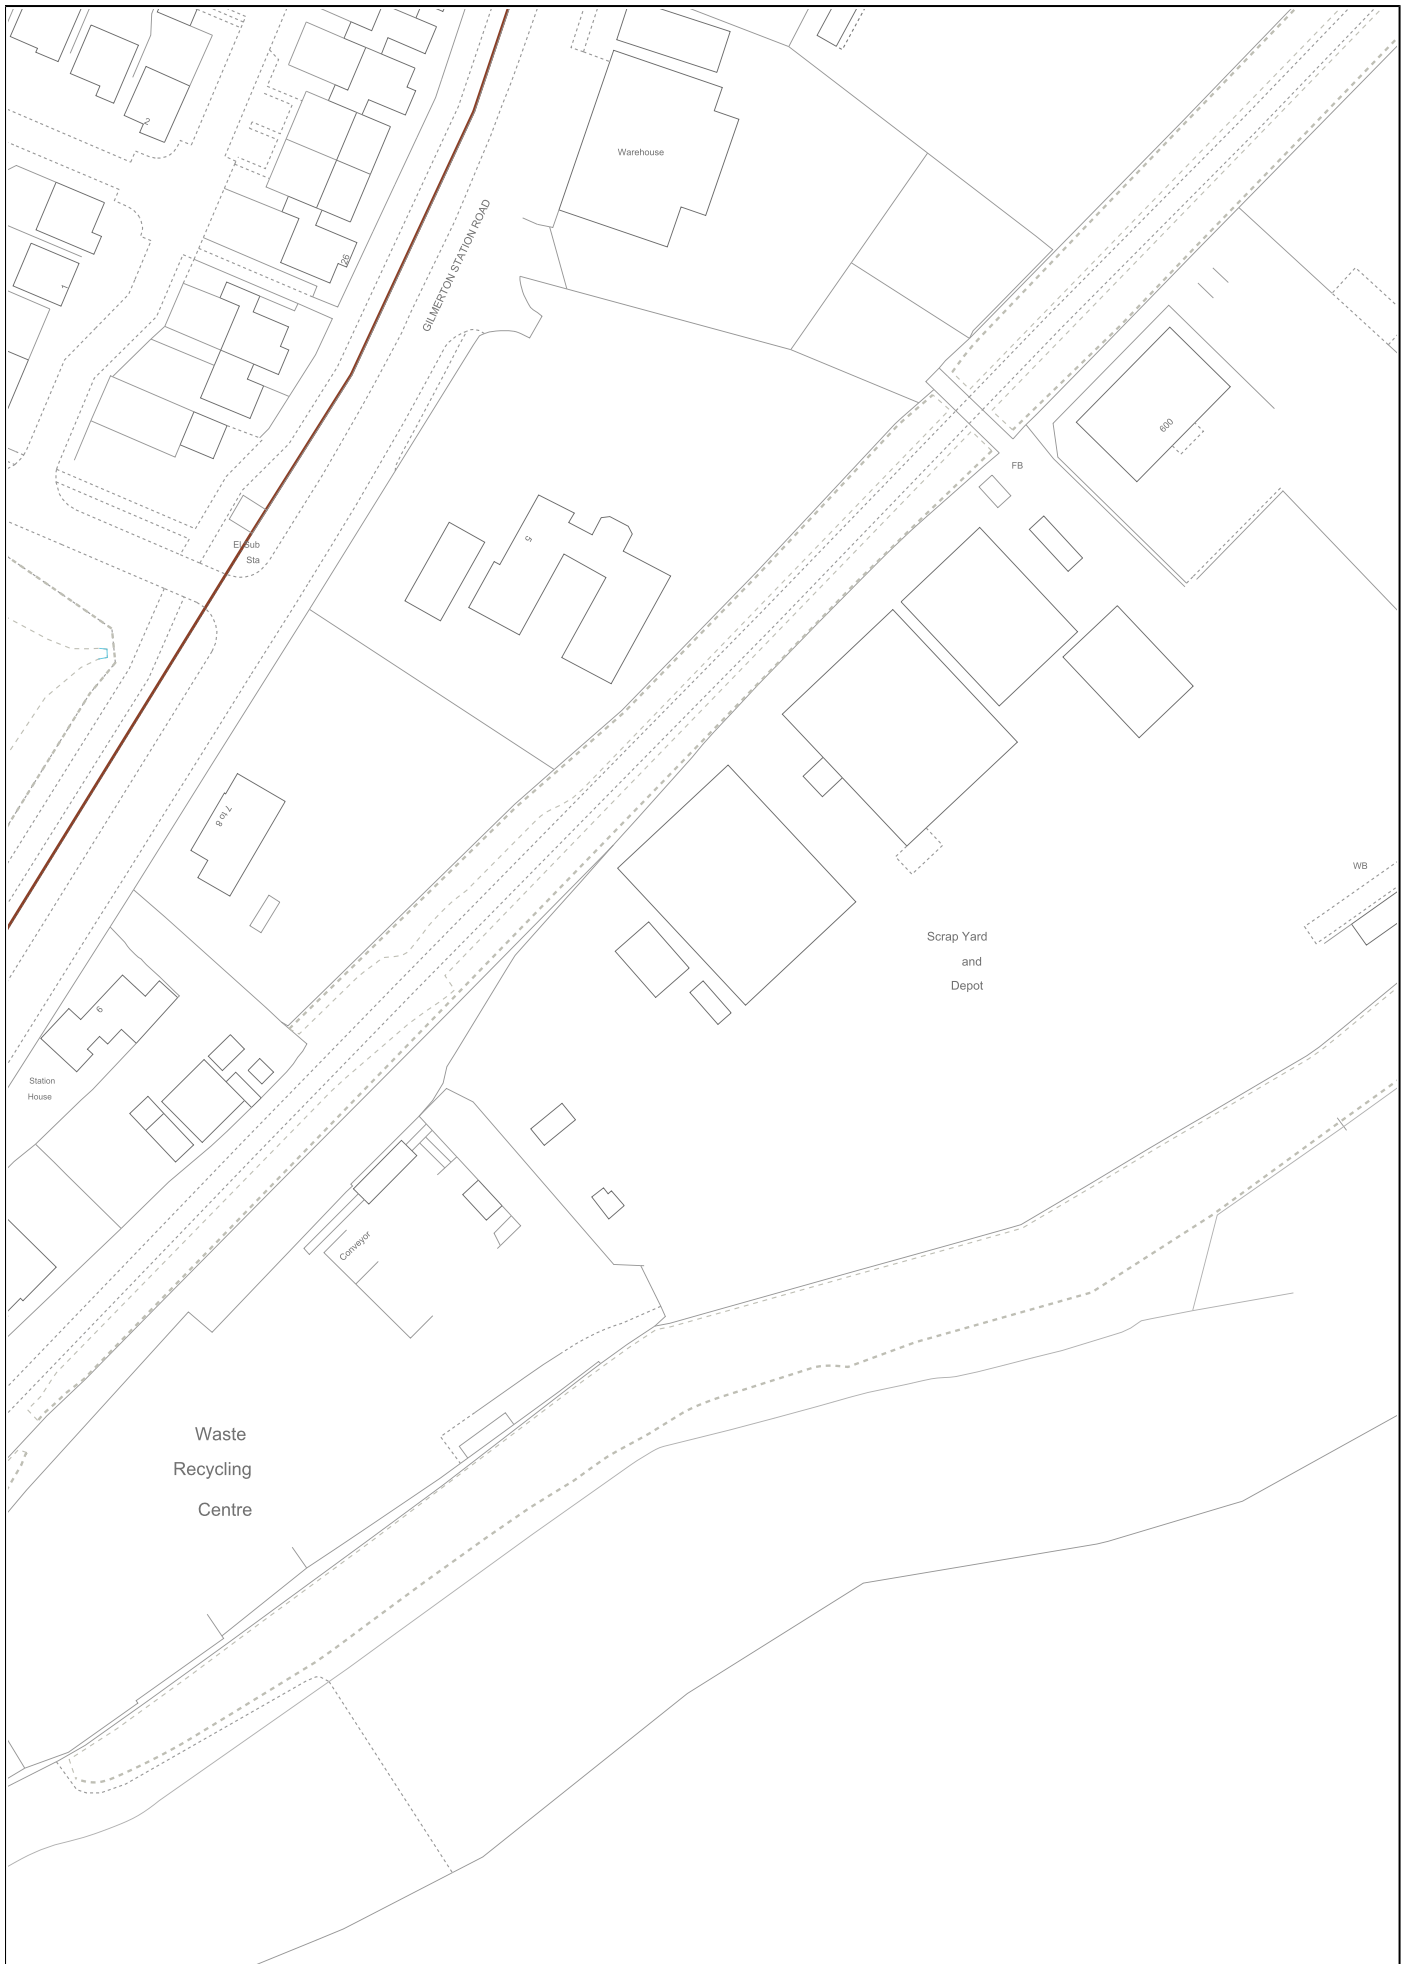 2
Warehouse
GILMERTON STATION ROAD
26
1
600
FB
5
El Sub
Sta
7 to 8
WB
Scrap Yard
and
Depot
9
Station
House
Conveyor
Waste
Recycling
Centre